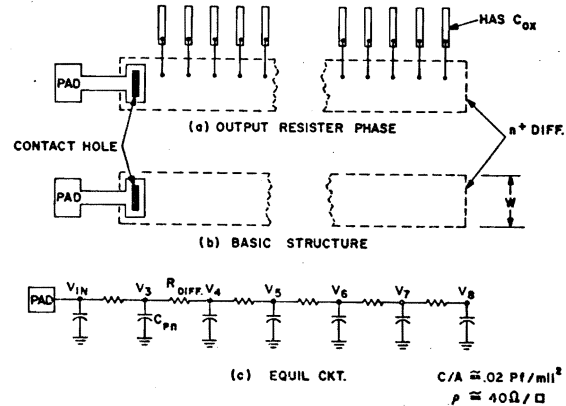 HAS COX
PAD
(a) OUTPUT RESISTER PHASE
CONTACT HOLE
n+ DIFF.
PAD
W
(b) BASIC STRUCTURE
PAD
VIN
V3
RDIFF.
V4
V5
V6
V7
V8
Cpn
(c) EQUIL CKT.
C/A ≅ .02 Pf/mil²
ρ ≅ 40Ω/□